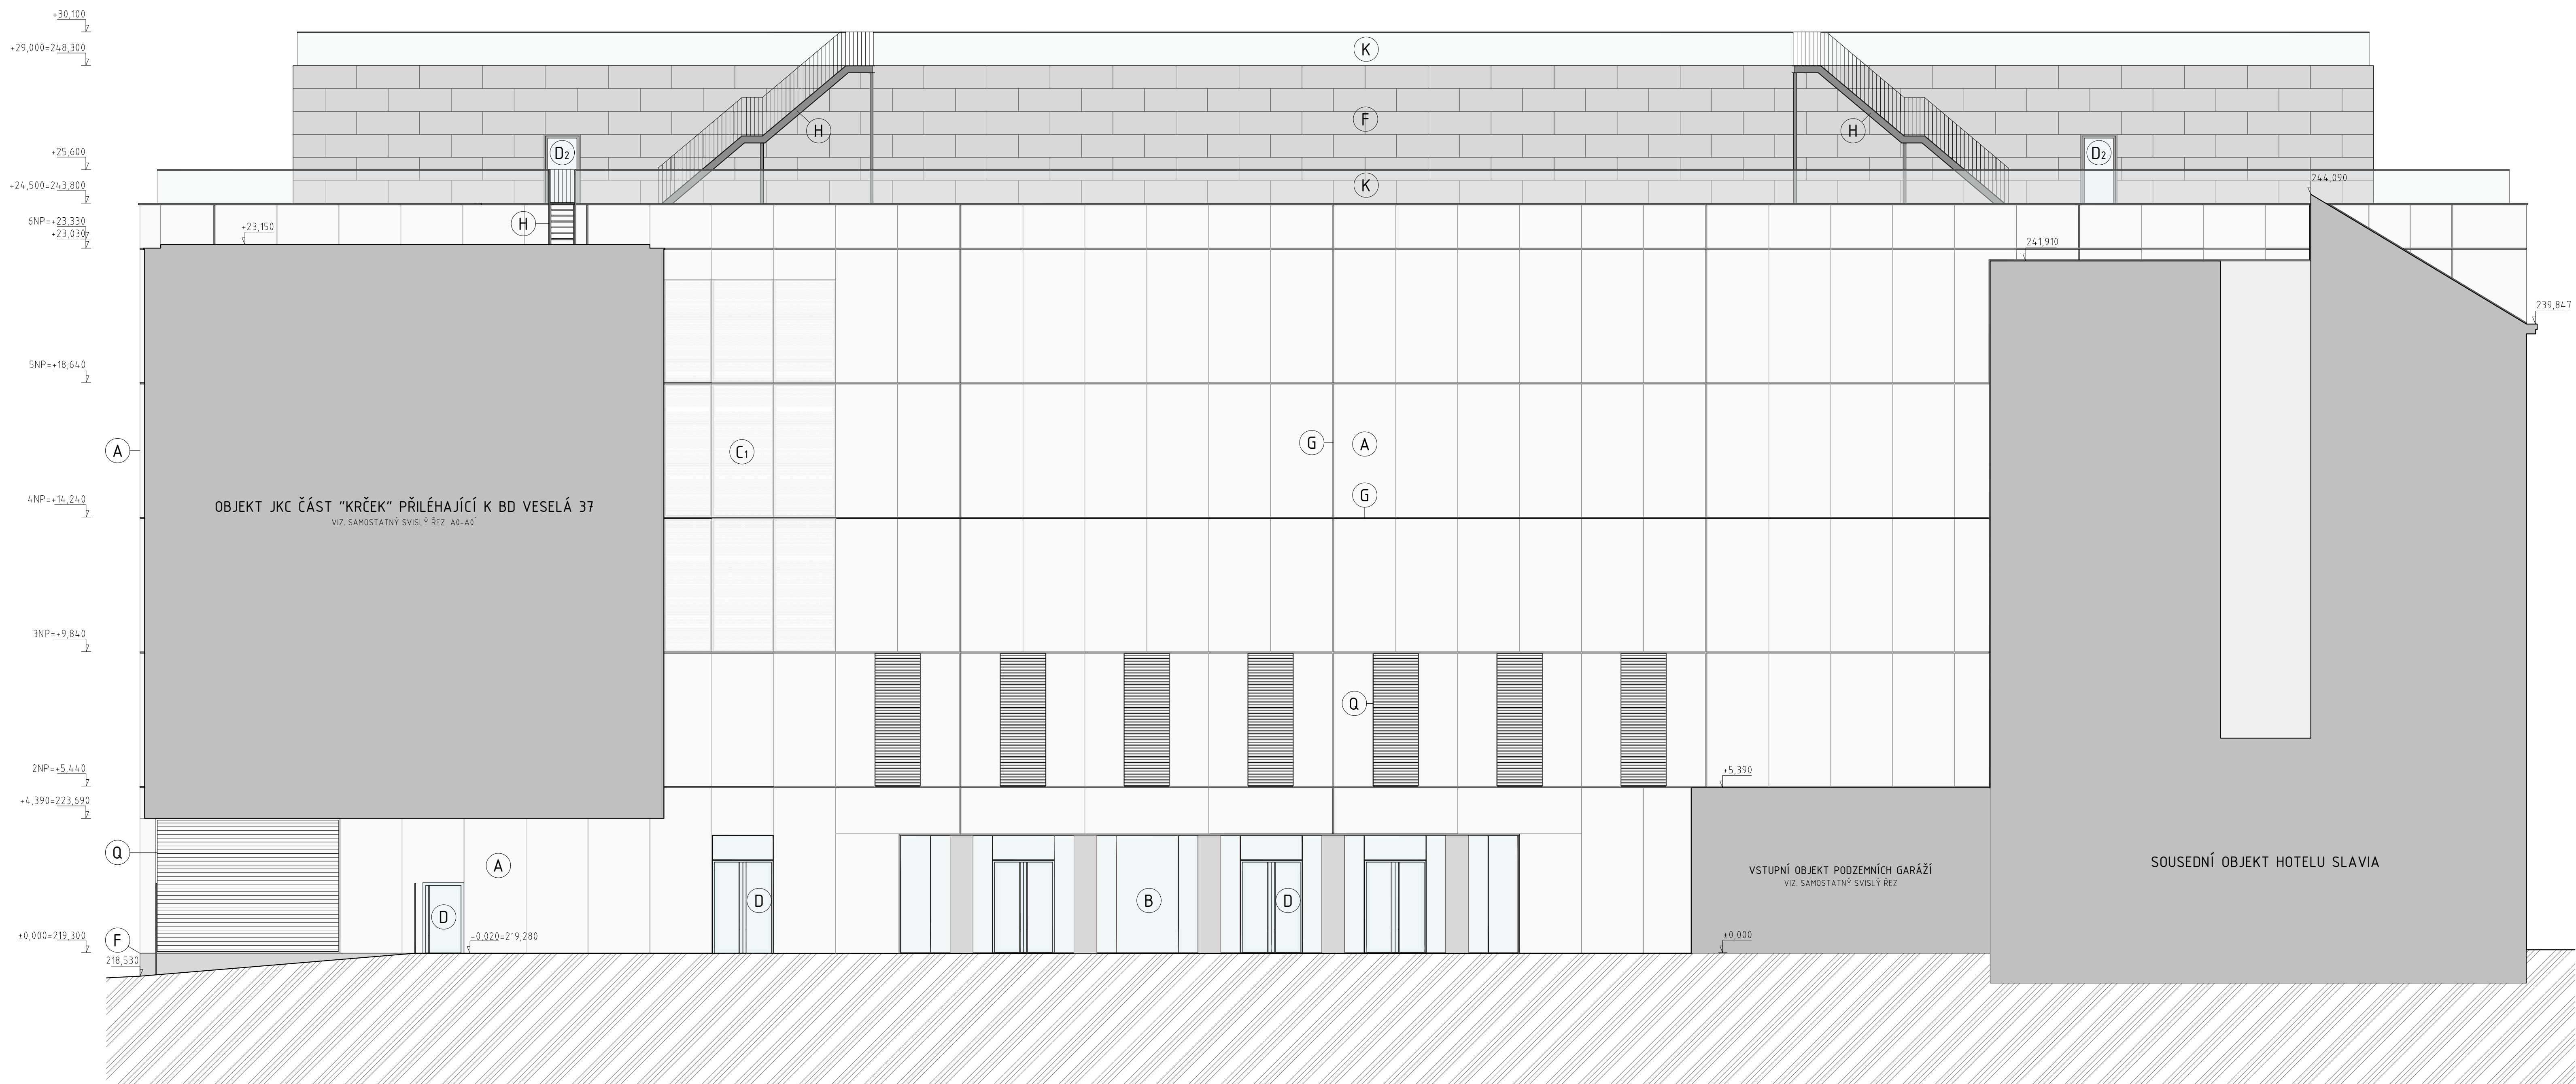 +30,100
K
+29,000=248,300
F
H
H
D2
D2
+25,600
K
+24,500=243,800
244,090
6NP=+23,330
H
+23,150
+23,030
241,910
239,847
5NP=+18,640
A
C1
G
A
G
4NP=+14,240
OBJEKT JKC ČÁST "KRČEK" PŘILÉHAJÍCÍ K BD VESELÁ 37
VIZ. SAMOSTATNÝ SVISLÝ ŘEZ A0-A0'
3NP=+9,840
Q
2NP=+5,440
+5,390
+4,390=223,690
Q
A
SOUSEDNÍ OBJEKT HOTELU SLAVIA
VSTUPNÍ OBJEKT PODZEMNÍCH GARÁŽÍ
VIZ. SAMOSTATNÝ SVISLÝ ŘEZ
D
D
B
D
±0,000=219,300
F
-0,020=219,280
±0,000
218,530